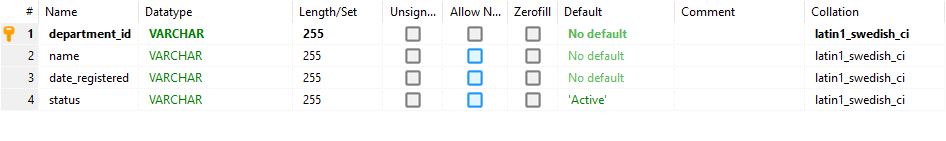 # Name Datatype Length/Set Unsign... Allow N... Zerofill Default Comment Collation
1 department_id VARCHAR 255 No default latin1_swedish_ci
2 name VARCHAR 255 No default latin1_swedish_ci
3 date_registered VARCHAR 255 No default latin1_swedish_ci
4 status VARCHAR 255 'Active' latin1_swedish_ci